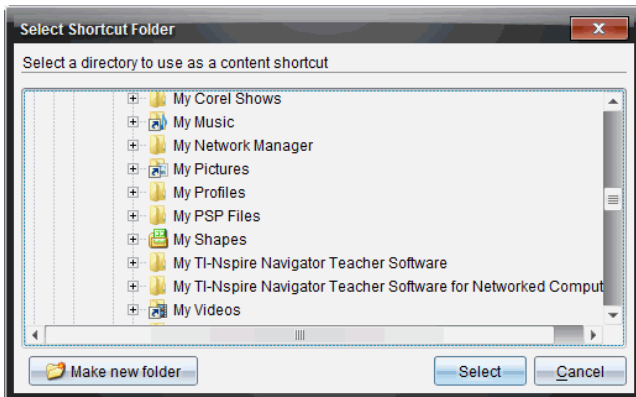 Select Shortcut Folder
Select a directory to use as a content shortcut
My Corel Shows
My Music
My Network Manager
My Pictures
My Profiles
My PSP Files
My Shapes
My TI-Nspire Navigator Teacher Software
My TI-Nspire Navigator Teacher Software for Networked Comput
My Videos
Make new folder
Select
Cancel